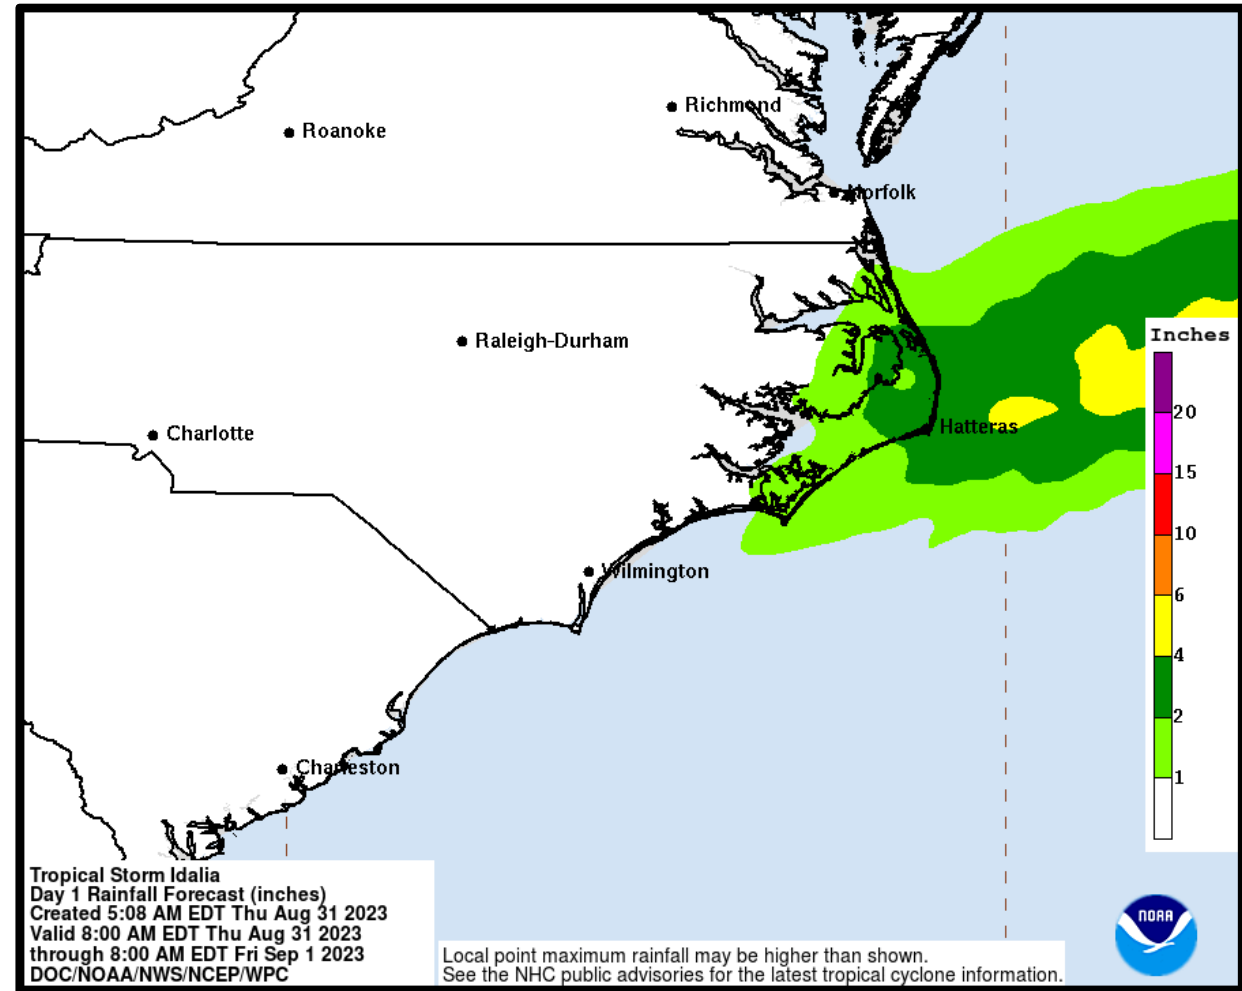 Richmond
Roanoke
Norfolk
Raleigh-Durham
Inches
20
15
10
6
4
2
1
Hatteras
Charlotte
Wilmington
Charleston
Tropical Storm Idalia
Day 1 Rainfall Forecast (inches)
Created 5:08 AM EDT Thu Aug 31 2023
Valid 8:00 AM EDT Thu Aug 31 2023
through 8:00 AM EDT Fri Sep 1 2023
DOC/NOAA/NWS/NCEP/WPC
Local point maximum rainfall may be higher than shown.
See the NHC public advisories for the latest tropical cyclone information.
NOAA